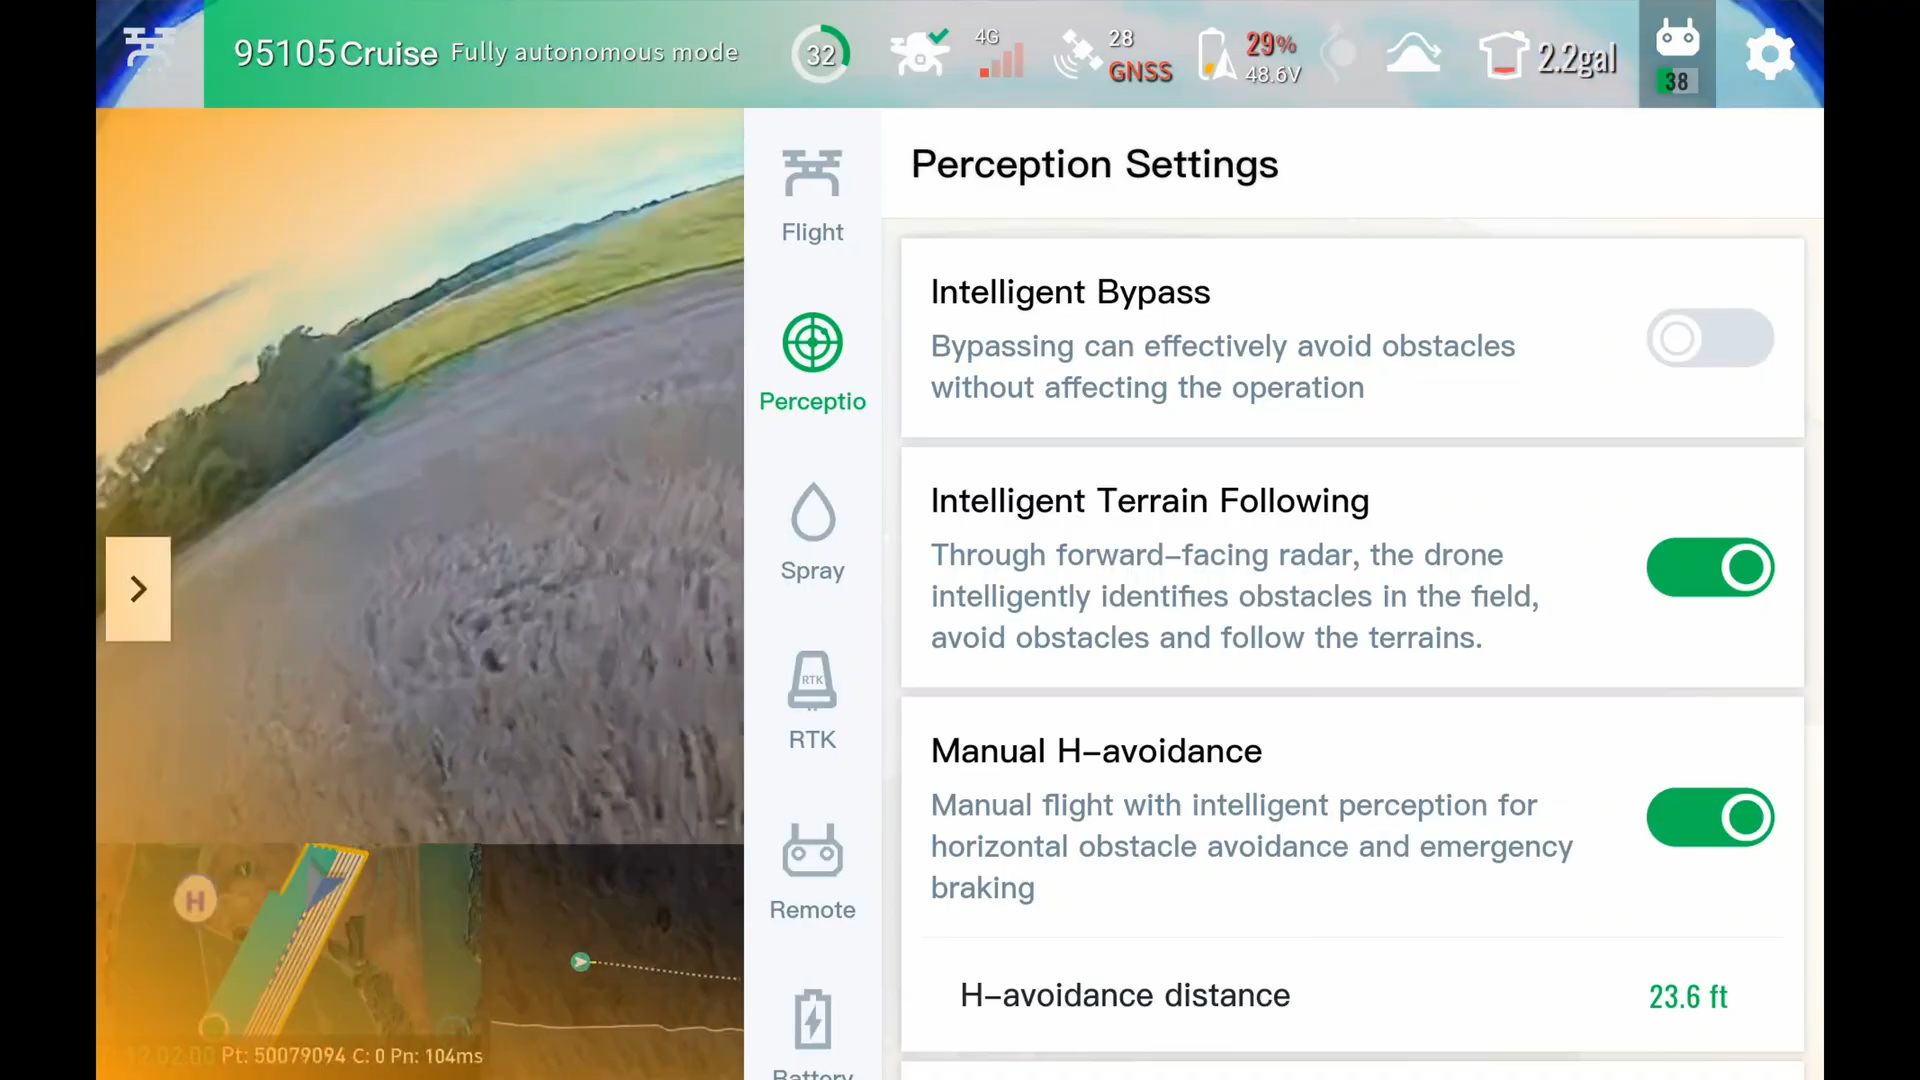 95105 Cruise Fully autonomous mode
32
4G
28
GNSS
29%
48.6V
2.2gal
38
Perception Settings
Flight
Perceptio
Spray
RTK
RTK
Remote
Battery
Intelligent Bypass
Bypassing can effectively avoid obstacles
without affecting the operation
Intelligent Terrain Following
Through forward-facing radar, the drone
intelligently identifies obstacles in the field,
avoid obstacles and follow the terrains.
Manual H-avoidance
Manual flight with intelligent perception for
horizontal obstacle avoidance and emergency
braking
H-avoidance distance
23.6 ft
H
Pt: 50079094 C: 0 Pn: 104ms